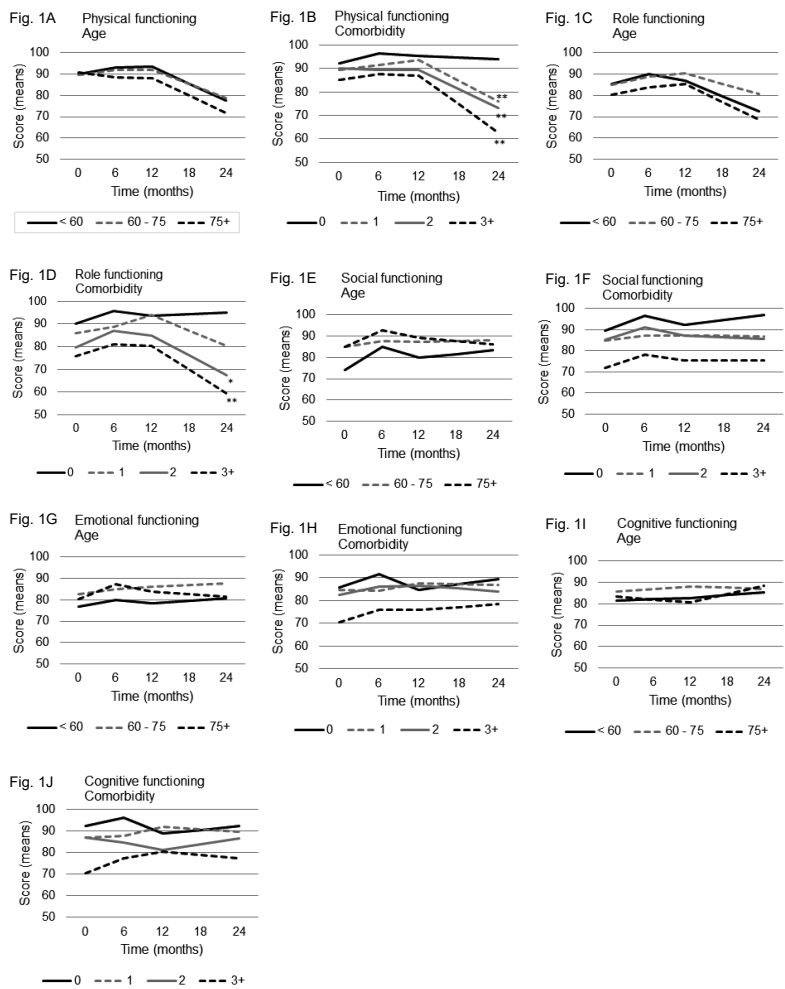 Fig. 1A Physical functioning
Age
Score (means)
100
90
80
70
60
50
0 6 12 18 24
Time (months)
< 60 60 - 75 75+
Fig. 1B Physical functioning
Comorbidity
Score (means)
100
90
80
70
60
50
**
**
**
0 6 12 18 24
Time (months)
0 1 2 3+
Fig. 1C Role functioning
Age
Score (means)
100
90
80
70
60
50
0 6 12 18 24
Time (months)
< 60 60 - 75 75+
Fig. 1D Role functioning
Comorbidity
Score (means)
100
90
80
70
60
50
*
**
0 6 12 18 24
Time (months)
0 1 2 3+
Fig. 1E Social functioning
Age
Score (means)
100
90
80
70
60
50
0 6 12 18 24
Time (months)
< 60 60 - 75 75+
Fig. 1F Social functioning
Comorbidity
Score (means)
100
90
80
70
60
50
0 6 12 18 24
Time (months)
0 1 2 3+
Fig. 1G Emotional functioning
Age
Score (means)
100
90
80
70
60
50
0 6 12 18 24
Time (months)
< 60 60 - 75 75+
Fig. 1H Emotional functioning
Comorbidity
Score (means)
100
90
80
70
60
50
0 6 12 18 24
Time (months)
0 1 2 3+
Fig. 1I Cognitive functioning
Age
Score (means)
100
90
80
70
60
50
0 6 12 18 24
Time (months)
< 60 60 - 75 75+
Fig. 1J Cognitive functioning
Comorbidity
Score (means)
100
90
80
70
60
50
0 6 12 18 24
Time (months)
0 1 2 3+